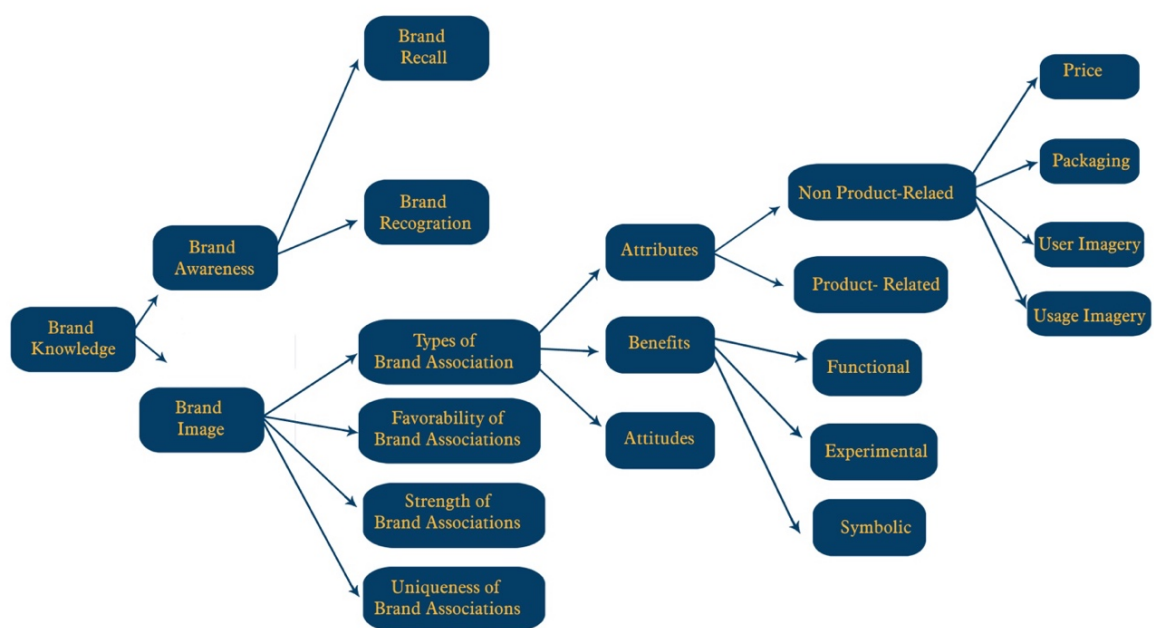 Brand
Recall
Brand
Recogration
Brand
Awareness
Brand
Knowledge
Brand
Image
Types of
Brand Association
Favorability of
Brand Associations
Strength of
Brand Associations
Uniqueness of
Brand Associations
Attributes
Benefits
Attitudes
Non Product-Relaed
Product- Related
Functional
Experimental
Symbolic
Price
Packaging
User Imagery
Usage Imagery